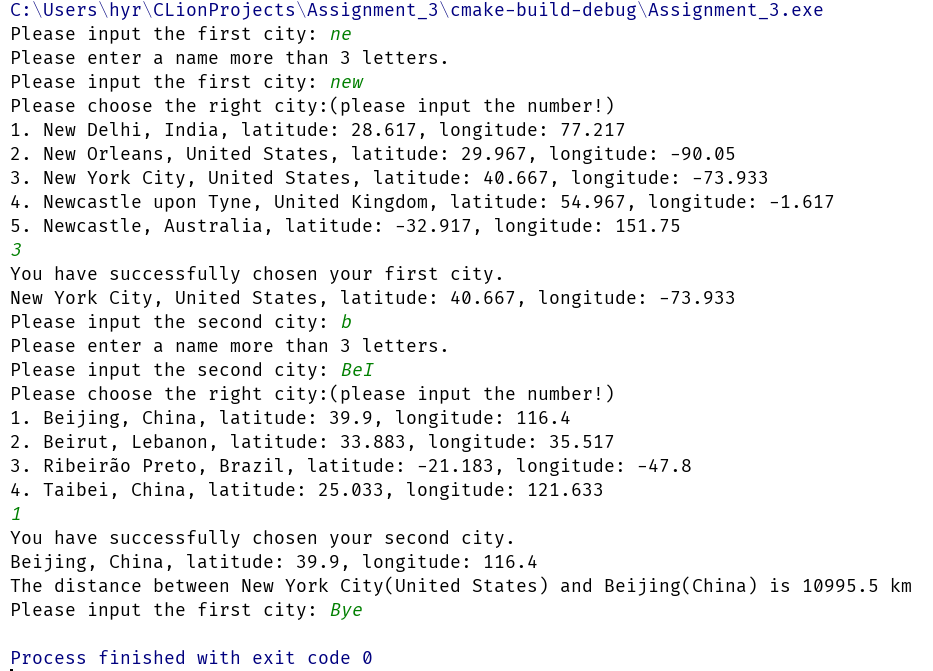 C:\Users\hyr\CLionProjects\Assignment_3\cmake-build-debug\Assignment_3.exe
Please input the first city: ne
Please enter a name more than 3 letters.
Please input the first city: new
Please choose the right city:(please input the number!)
1. New Delhi, India, latitude: 28.617, longitude: 77.217
2. New Orleans, United States, latitude: 29.967, longitude: -90.05
3. New York City, United States, latitude: 40.667, longitude: -73.933
4. Newcastle upon Tyne, United Kingdom, latitude: 54.967, longitude: -1.617
5. Newcastle, Australia, latitude: -32.917, longitude: 151.75
3
You have successfully chosen your first city.
New York City, United States, latitude: 40.667, longitude: -73.933
Please input the second city: b
Please enter a name more than 3 letters.
Please input the second city: BeI
Please choose the right city:(please input the number!)
1. Beijing, China, latitude: 39.9, longitude: 116.4
2. Beirut, Lebanon, latitude: 33.883, longitude: 35.517
3. Ribeirão Preto, Brazil, latitude: -21.183, longitude: -47.8
4. Taibei, China, latitude: 25.033, longitude: 121.633
1
You have successfully chosen your second city.
Beijing, China, latitude: 39.9, longitude: 116.4
The distance between New York City(United States) and Beijing(China) is 10995.5 km
Please input the first city: Bye
Process finished with exit code 0